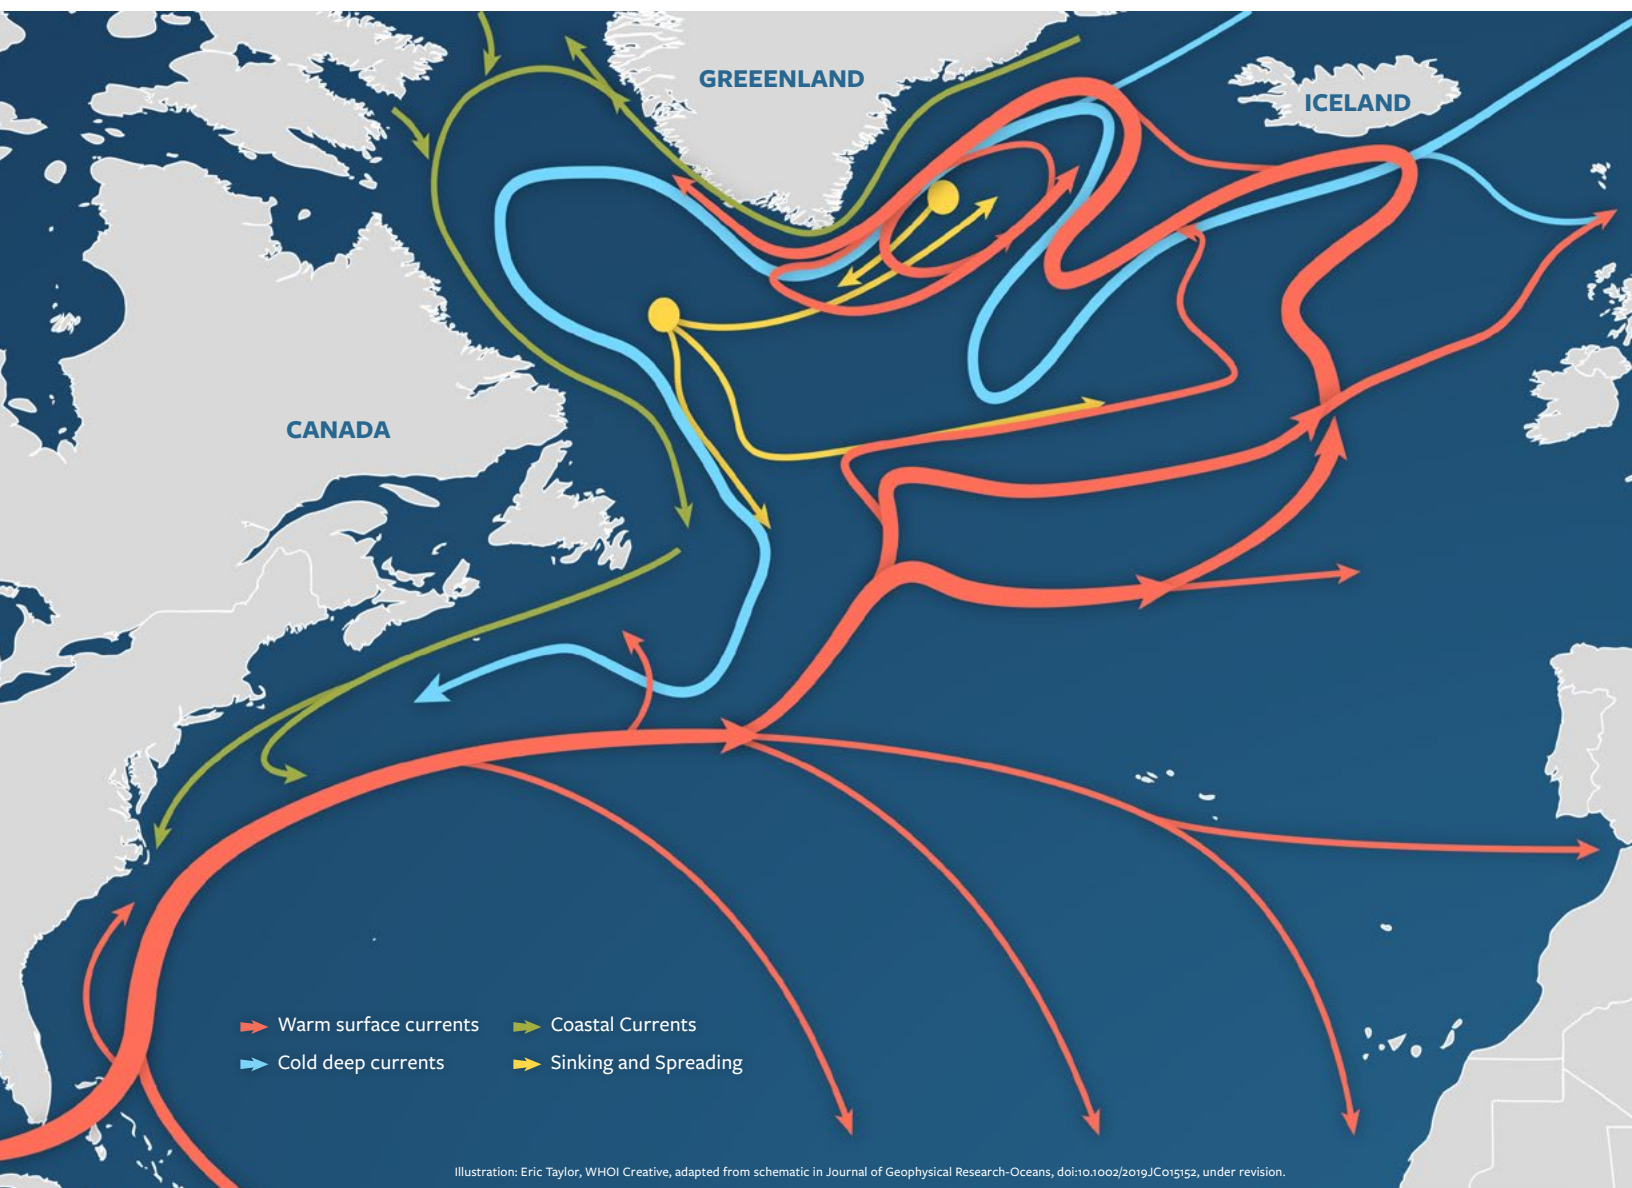 GREEENLAND
ICELAND
CANADA
Warm surface currents
Coastal Currents
Cold deep currents
Sinking and Spreading
Illustration: Eric Taylor, WHOI Creative, adapted from schematic in Journal of Geophysical Research-Oceans, doi:10.1002/2019JC015152, under revision.